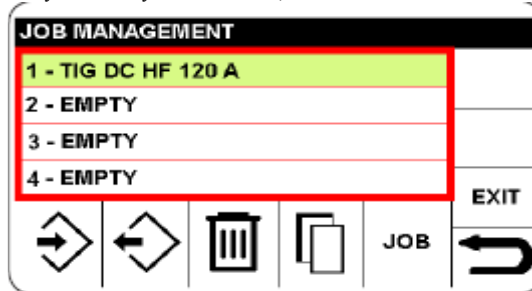 JOB MANAGEMENT
1 - TIG DC HF 120 A
2 - EMPTY
3 - EMPTY
4 - EMPTY
EXIT
JOB